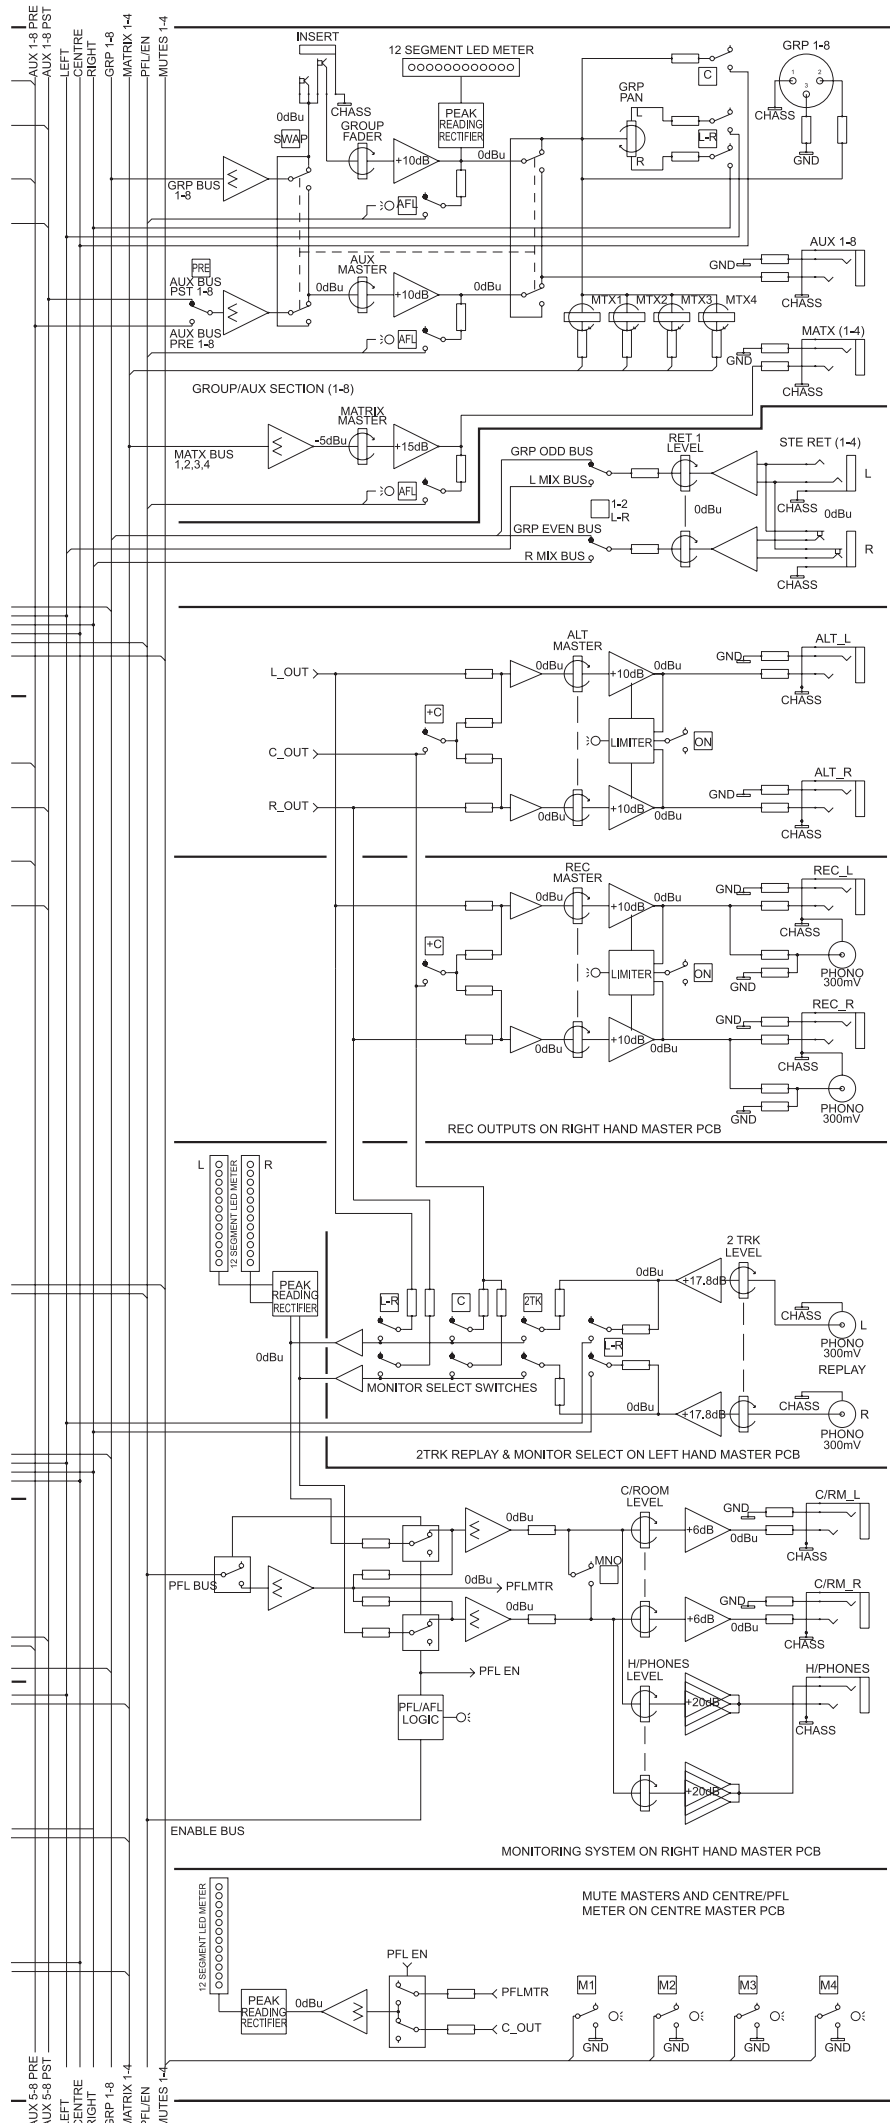 AUX 1-8 PRE
AUX 1-8 PST
LEFT
CENTRE
RIGHT
GRP 1-8
MATRIX 1-4
PFL/EN
MUTES 1-4
INSERT
12 SEGMENT LED METER
GRP 1-8
C
1
2
3
CHASS
0dBu
SWAP
GROUP
FADER
PEAK
READING
RECTIFIER
GRP
PAN
L
L-R
R
CHASS
GND
+10dB
0dBu
GRP BUS
1-8
AFL
AUX 1-8
PRE
AUX BUS
PST 1-8
0dBu
AUX
MASTER
0dBu
+10dB
GND
CHASS
AUX BUS
PRE 1-8
AFL
MTX1
MTX2
MTX3
MTX4
MATX (1-4)
GND
CHASS
GROUP/AUX SECTION (1-8)
MATRIX
MASTER
-5dBu
+15dB
MATX BUS
1,2,3,4
AFL
GRP ODD BUS
L MIX BUS
RET 1
LEVEL
STE RET (1-4)
L
CHASS
1-2
L-R
0dBu
0dBu
GRP EVEN BUS
R MIX BUS
R
CHASS
ALT
MASTER
L_OUT
0dBu
+10dB
0dBu
GND
ALT_L
CHASS
+C
C_OUT
LIMITER
ON
R_OUT
0dBu
+10dB
0dBu
GND
ALT_R
CHASS
REC
MASTER
0dBu
+10dB
0dBu
GND
REC_L
CHASS
+C
LIMITER
ON
GND
PHONO
300mV
REC_R
GND
0dBu
+10dB
0dBu
CHASS
GND
PHONO
300mV
REC OUTPUTS ON RIGHT HAND MASTER PCB
L
12 SEGMENT LED METER
R
2 TRK
LEVEL
PEAK
READING
RECTIFIER
0dBu
+17.8dB
L-R
C
2TK
CHASS
L
PHONO
300mV
0dBu
L-R
REPLAY
MONITOR SELECT SWITCHES
0dBu
+17.8dB
CHASS
R
PHONO
300mV
2TRK REPLAY & MONITOR SELECT ON LEFT HAND MASTER PCB
C/ROOM
LEVEL
C/RM_L
0dBu
+6dB
GND
0dBu
CHASS
MNO
PFL BUS
0dBu
PFLMTR
0dBu
+6dB
GND
0dBu
C/RM_R
CHASS
PFL EN
H/PHONES
LEVEL
H/PHONES
PFL/AFL
LOGIC
+20dB
CHASS
+20dB
ENABLE BUS
MONITORING SYSTEM ON RIGHT HAND MASTER PCB
12 SEGMENT LED METER
MUTE MASTERS AND CENTRE/PFL
METER ON CENTRE MASTER PCB
PFL EN
PEAK
READING
RECTIFIER
0dBu
PFLMTR
C_OUT
M1
M2
M3
M4
GND
GND
GND
GND
AUX 5-8 PRE
AUX 5-8 PST
LEFT
CENTRE
RIGHT
GRP 1-8
MATRIX 1-4
PFL/EN
MUTES 1-4